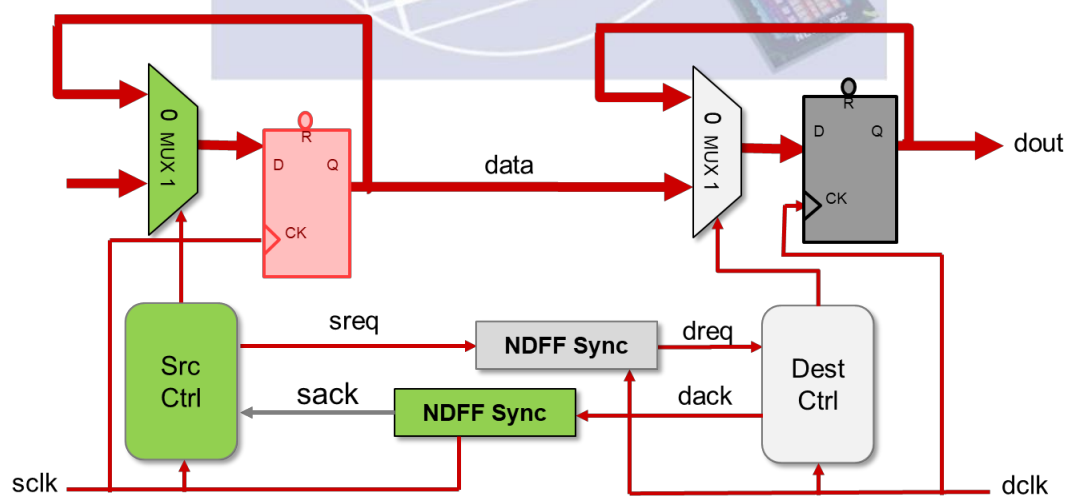 0 MUX 1
R
D
Q
CK
data
0 MUX 1
R
D
Q
CK
dout
Src
Ctrl
sreq
NDFF Sync
dreq
Dest
Ctrl
sack
NDFF Sync
dack
sclk
dclk